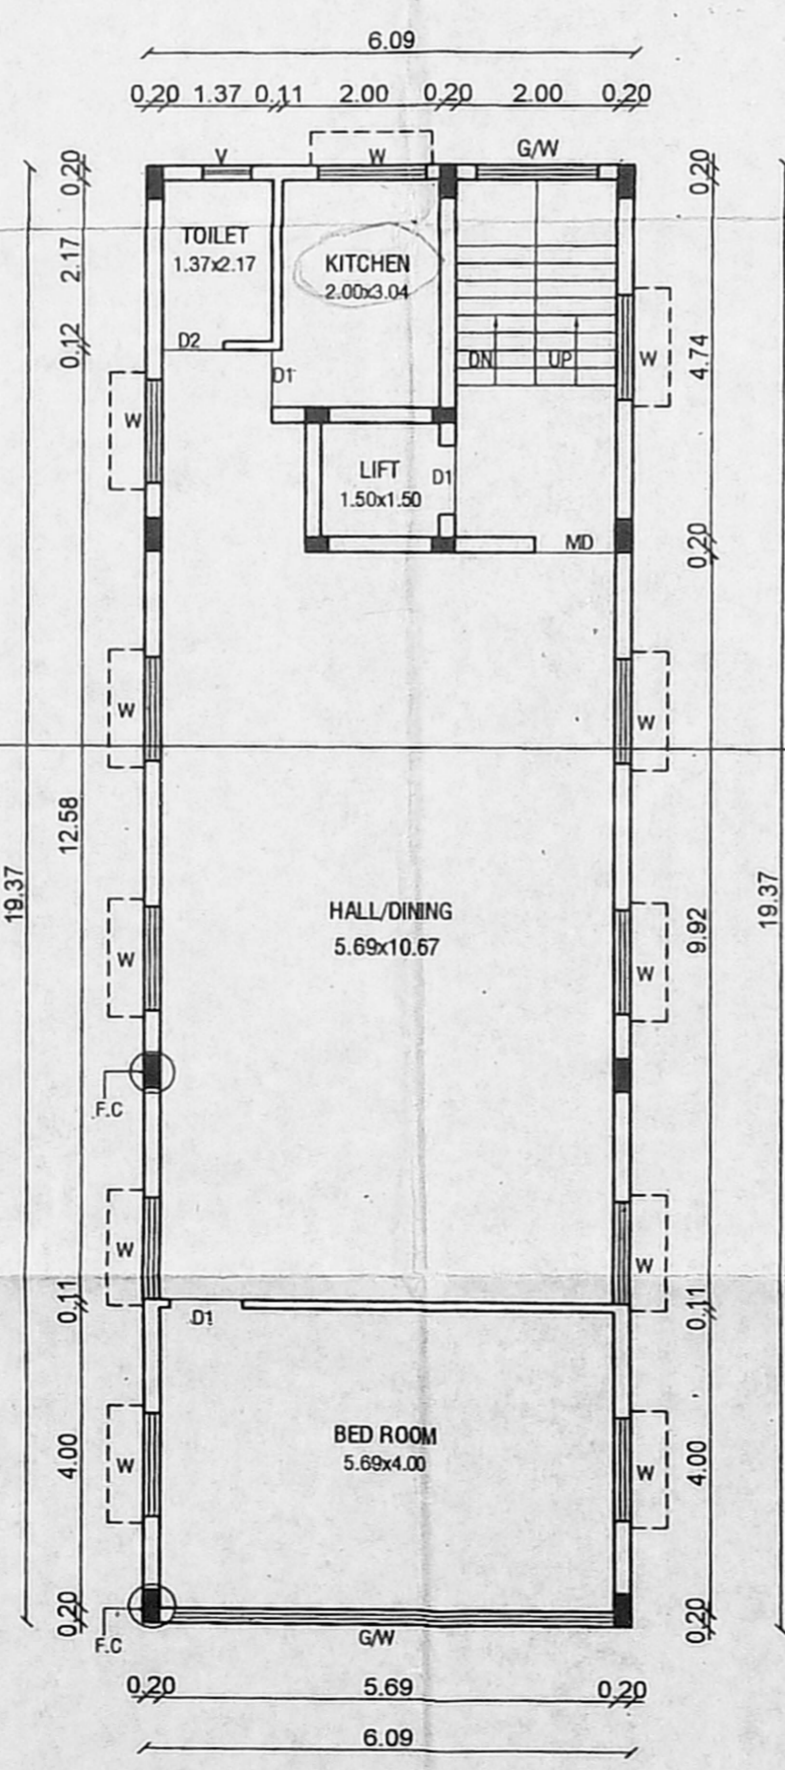 6.09
0.20 1.37 0.11 2.00 0.20 2.00 0.20
V W G/W
0.20 0.20
TOILET
1.37x2.17
KITCHEN
2.00x3.04
2.17
D2
0.12
DN UP W 4.74
D1
W
LIFT
1.50x1.50
D1
MD
0.20
W W
12.58
19.37 19.37
HALL/DINING
5.69x10.67
9.92
W W
F.C
W W
0.11 0.11
D1
BED ROOM
5.69x4.00
4.00 4.00
W W
0.20 0.20
F.C
G/W
0.20 5.69 0.20
6.09